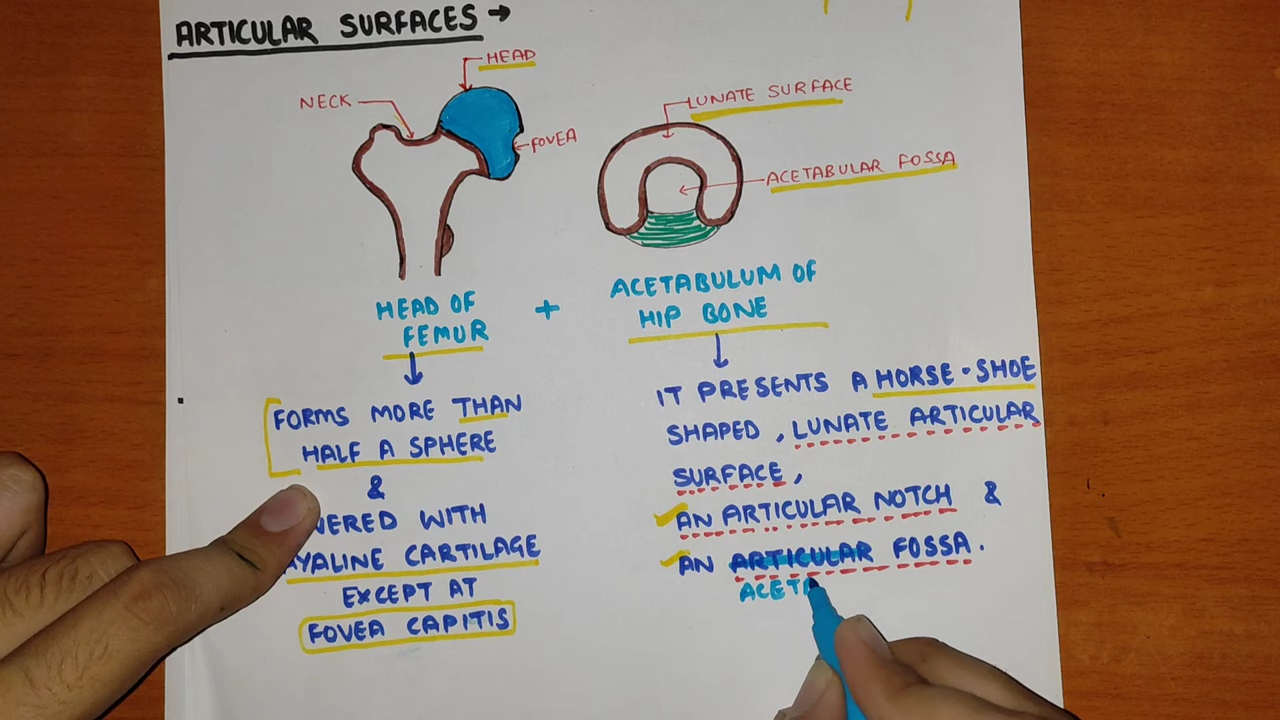 ARTICULAR SURFACES →
HEAD
NECK
FOVEA
LUNATE SURFACE
ACETABULAR FOSSA
HEAD OF
FEMUR
+
ACETABULUM OF
HIP BONE
FORMS MORE THAN
HALF A SPHERE
&
WITH
CARTILAGE
EXCEPT AT
FOVEA CAPITIS
IT PRESENTS A HORSE-SHOE
SHAPED, LUNATE ARTICULAR
SURFACE,
AN ARTICULAR NOTCH &
AN ARTICULAR FOSSA.
ACET